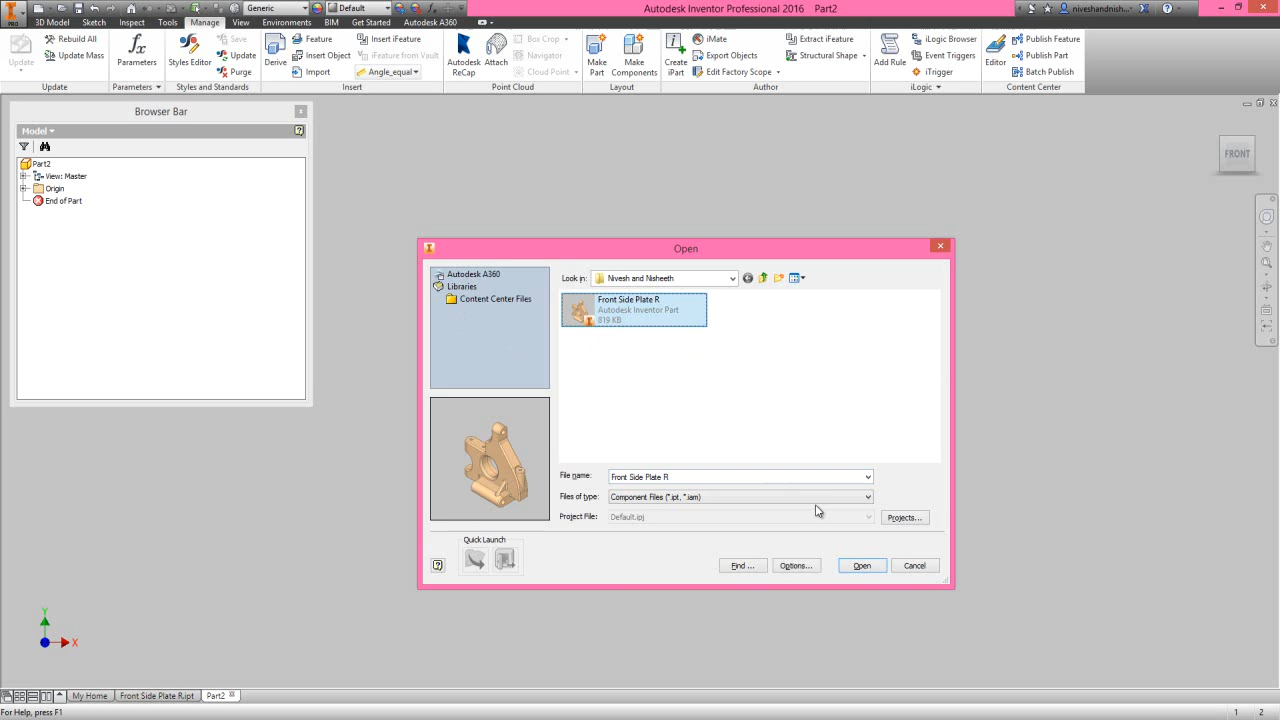 Generic
Default
Autodesk Inventor Professional 2016 Part2
niveshandnish...
PRO
3D Model Sketch Inspect Tools Manage View Environments BIM Get Started Autodesk A360
Update
Rebuild All
Update Mass
Update
fx
Parameters
Parameters
Styles Editor
Save
Update
Purge
Styles and Standards
Derive
Feature
Insert Object
Import
Insert iFeature
iFeature from Vault
Angle_equal
Insert
Autodesk
ReCap
Attach
Box Crop
Navigator
Cloud Point
Point Cloud
Make
Part
Make
Components
Layout
Create
iPart
iMate
Export Objects
Edit Factory Scope
Extract iFeature
Structural Shape
Author
Add Rule
iLogic Browser
Event Triggers
iTrigger
iLogic
Editor
Publish Feature
Publish Part
Batch Publish
Content Center
Browser Bar
Model
Part2
View: Master
Origin
End of Part
FRONT
Open
Autodesk A360
Libraries
Content Center Files
Look in: Nivesh and Nisheeth
Front Side Plate R
Autodesk Inventor Part
819 KB
File name: Front Side Plate R
Files of type: Component Files (*.ipt, *.iam)
Project File: Default.ipj
Projects...
Quick Launch
Find ...
Options...
Open
Cancel
Y
X
My Home
Front Side Plate R.ipt
Part2
For Help, press F1
1
2